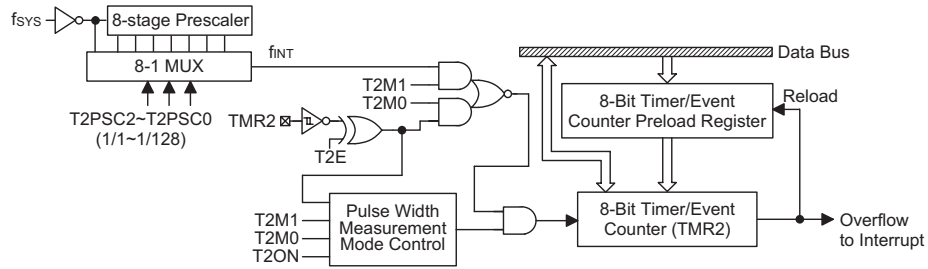 fSYS
8-stage Prescaler
8-1 MUX
fINT
T2PSC2~T2PSC0
(1/1~1/128)
TMR2
T2E
T2M1
T2M0
T2M1
T2M0
T2ON
Pulse Width
Measurement
Mode Control
Data Bus
8-Bit Timer/Event
Counter Preload Register
Reload
8-Bit Timer/Event
Counter (TMR2)
Overflow
to Interrupt